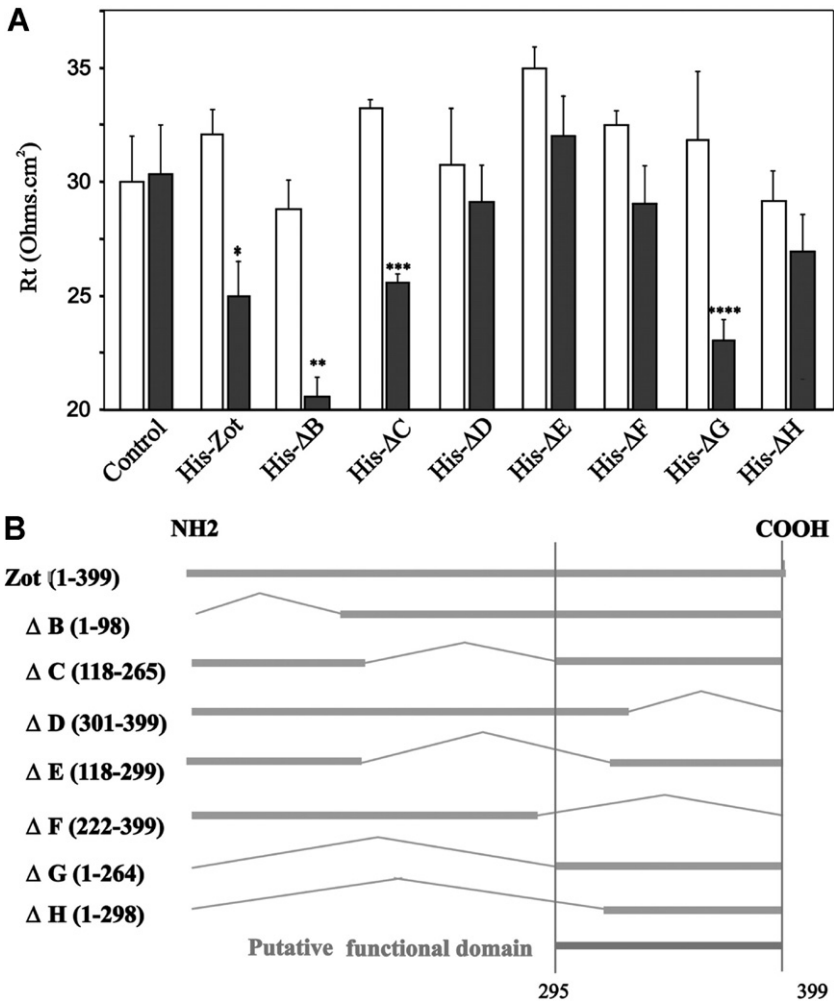 A
Rt (Ohms.cm²)
35
30
25
20
*
**
***
****
Control
His-Zot
His-ΔB
His-ΔC
His-ΔD
His-ΔE
His-ΔF
His-ΔG
His-ΔH
B
NH2
COOH
Zot (1-399)
Δ B (1-98)
Δ C (118-265)
Δ D (301-399)
Δ E (118-299)
Δ F (222-399)
Δ G (1-264)
Δ H (1-298)
Putative functional domain
295
399